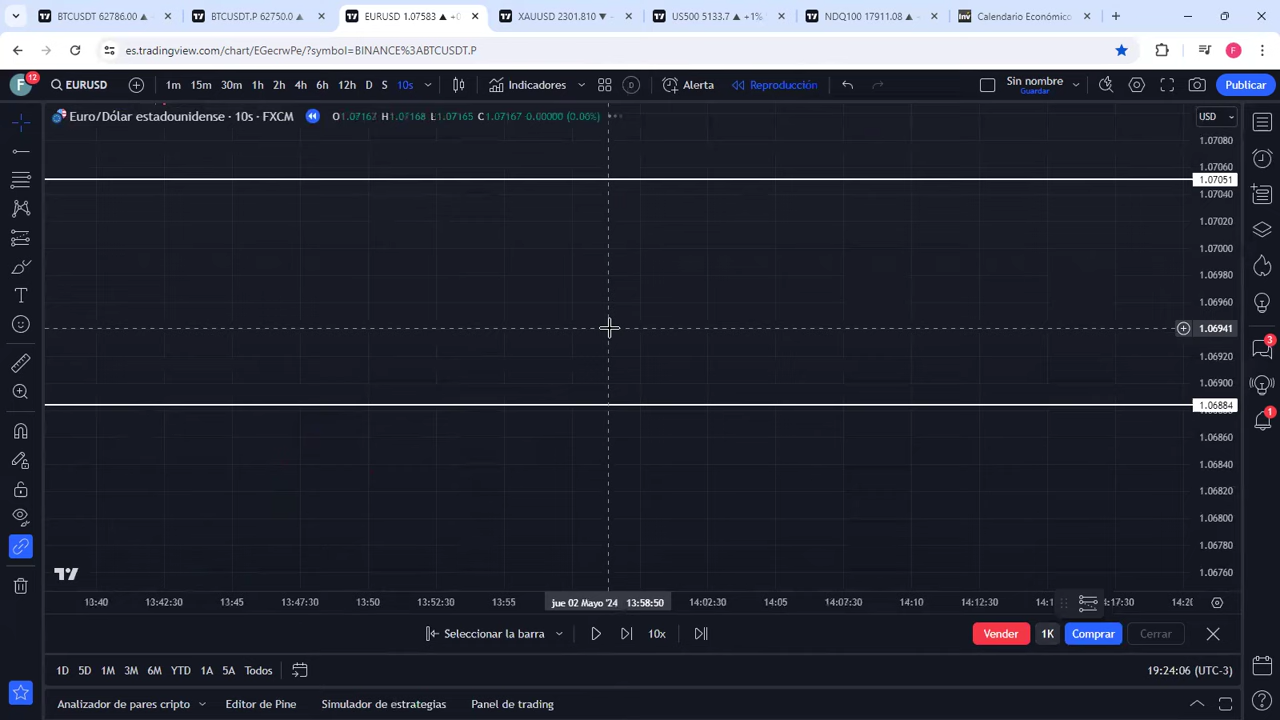 BTCUSDT 62786.00 ▲
BTCUSDT.P 62750.0 ▲
EURUSD 1.07583 ▲ +0
XAUUSD 2301.810 ▼ -
US500 5133.7 ▲ +1%
NDQ100 17911.08 ▲
Calendario Económico
es.tradingview.com/chart/EGecrwPe/?symbol=BINANCE%3ABTCUSDT.P
F
F 12
EURUSD 1m 15m 30m 1h 2h 4h 6h 12h D S 10s Indicadores D Alerta Reproducción Sin nombre Guardar Publicar
Euro/Dólar estadounidense · 10s · FXCM O1.07167 H1.07168 L1.07165 C1.07167 0.00000 (0.00%)
USD
1.07080
1.07060
1.07051
1.07040
1.07020
1.07000
1.06980
1.06960
1.06941
1.06920
1.06900
1.06884
1.06860
1.06840
1.06820
1.06800
1.06780
1.06760
3
1
13:40 13:42:30 13:45 13:47:30 13:50 13:52:30 13:55 jue 02 Mayo '24 13:58:50 14:02:30 14:05 14:07:30 14:10 14:12:30 14:17:30 14:20
Seleccionar la barra 10x Vender 1K Comprar Cerrar
1D 5D 1M 3M 6M YTD 1A 5A Todos 19:24:06 (UTC-3)
Analizador de pares cripto Editor de Pine Simulador de estrategias Panel de trading